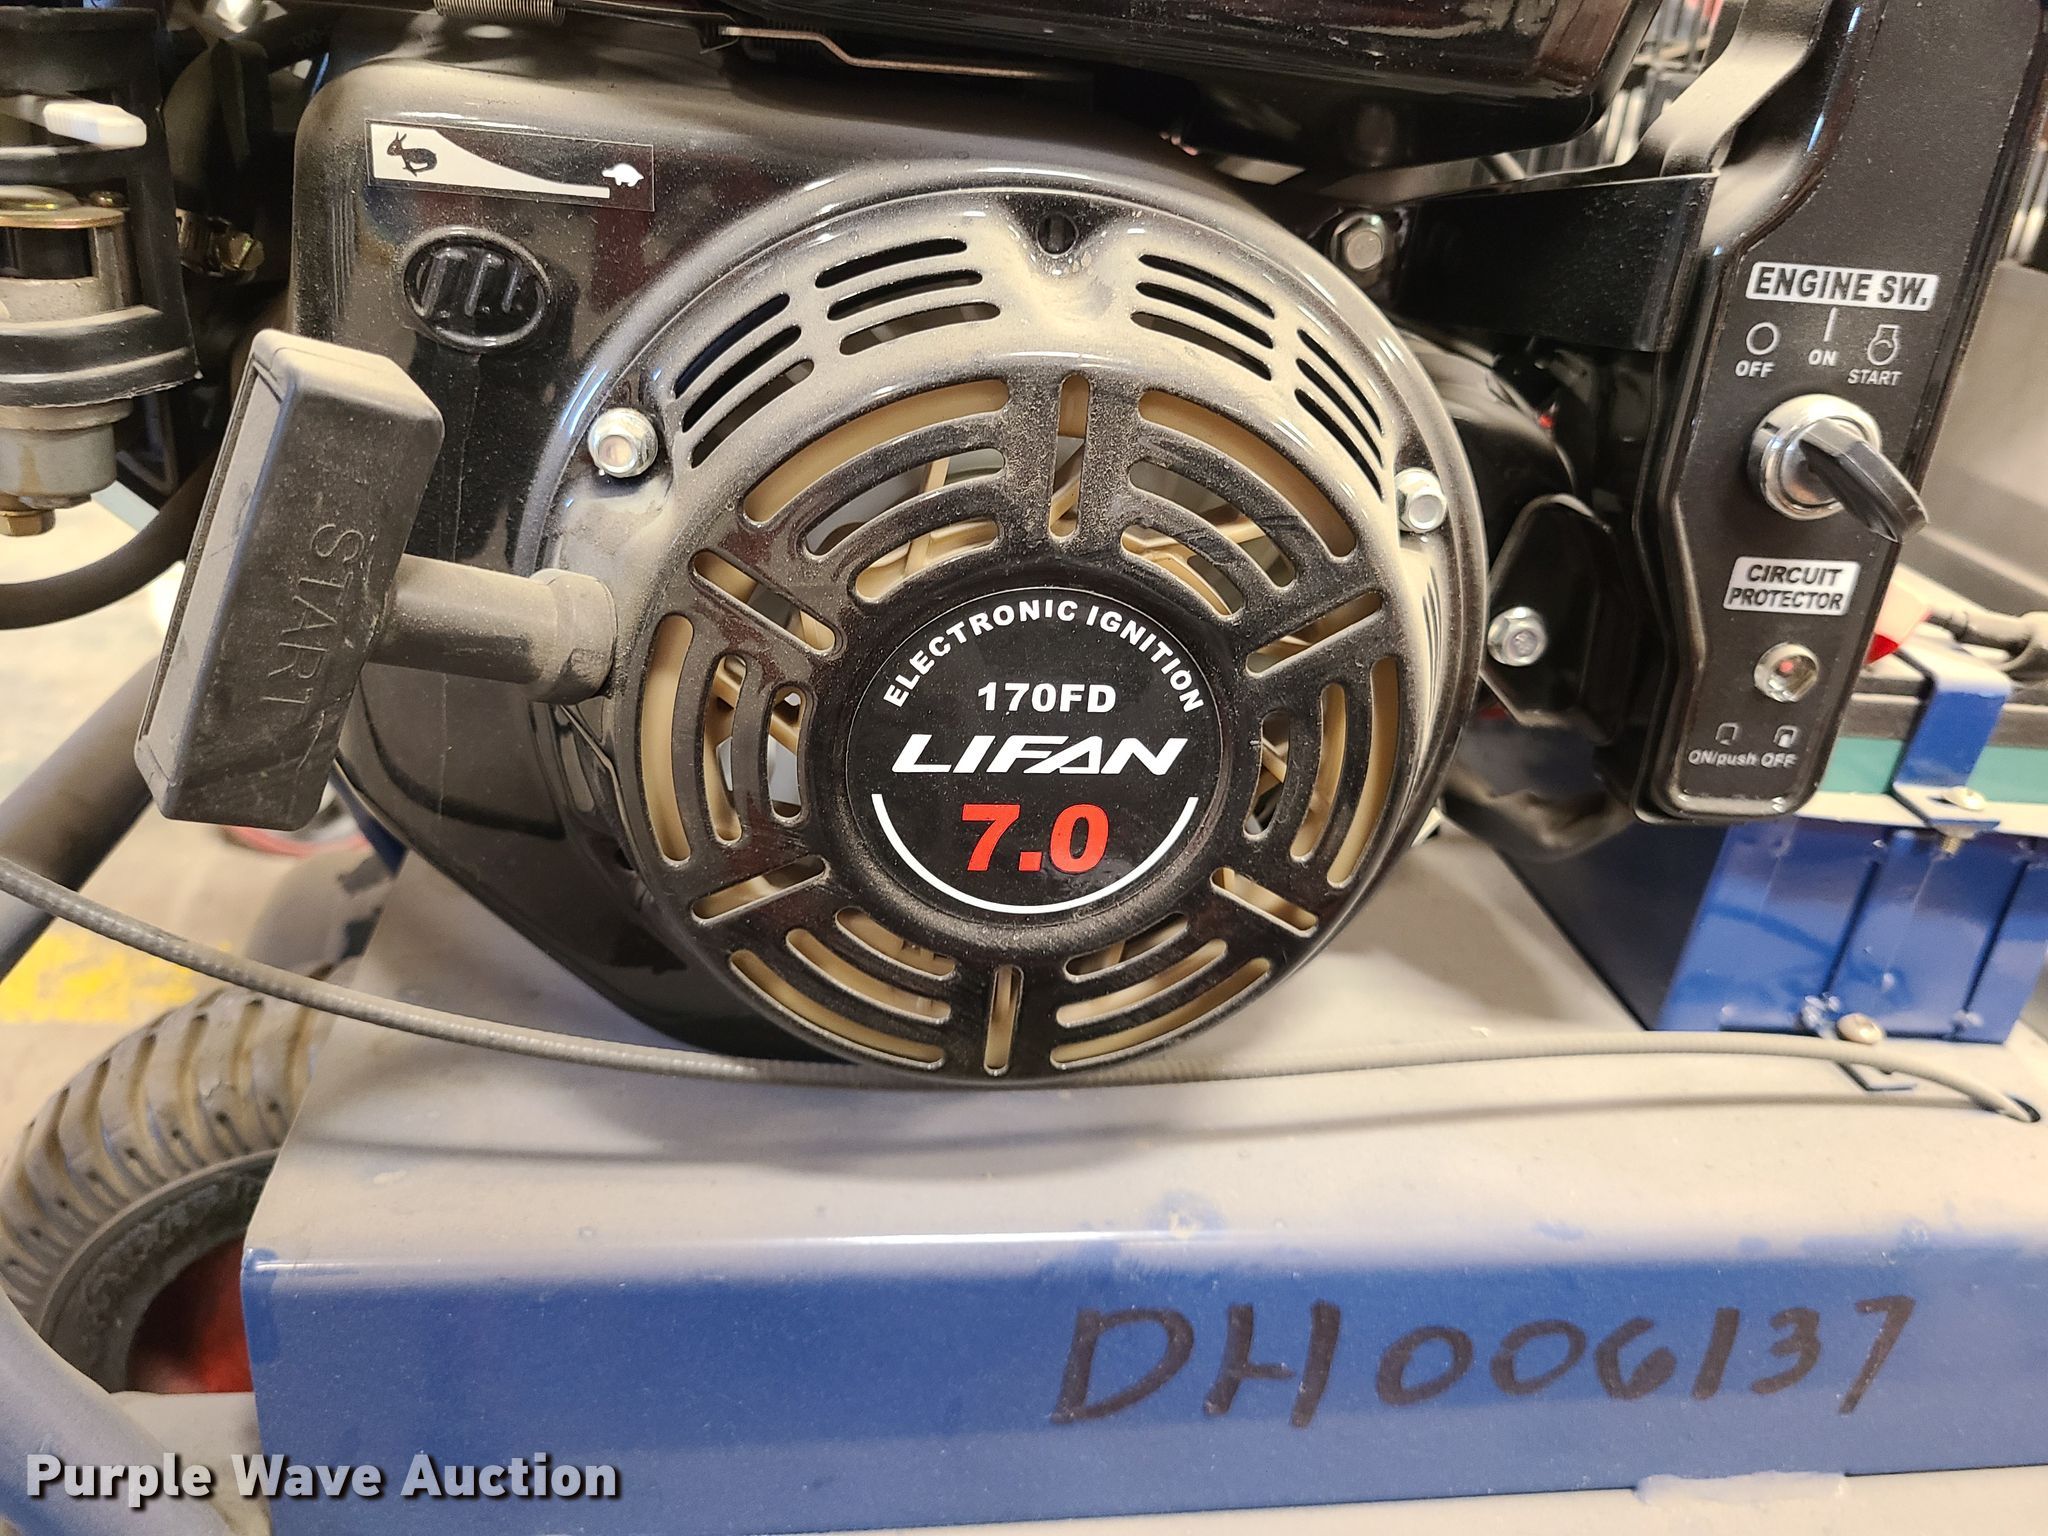 ENGINE SW.
OFF ON START
START
CIRCUIT
PROTECTOR
ON/push OFF
ELECTRONIC IGNITION
170FD
LIFAN
7.0
DH006137
Purple Wave Auction